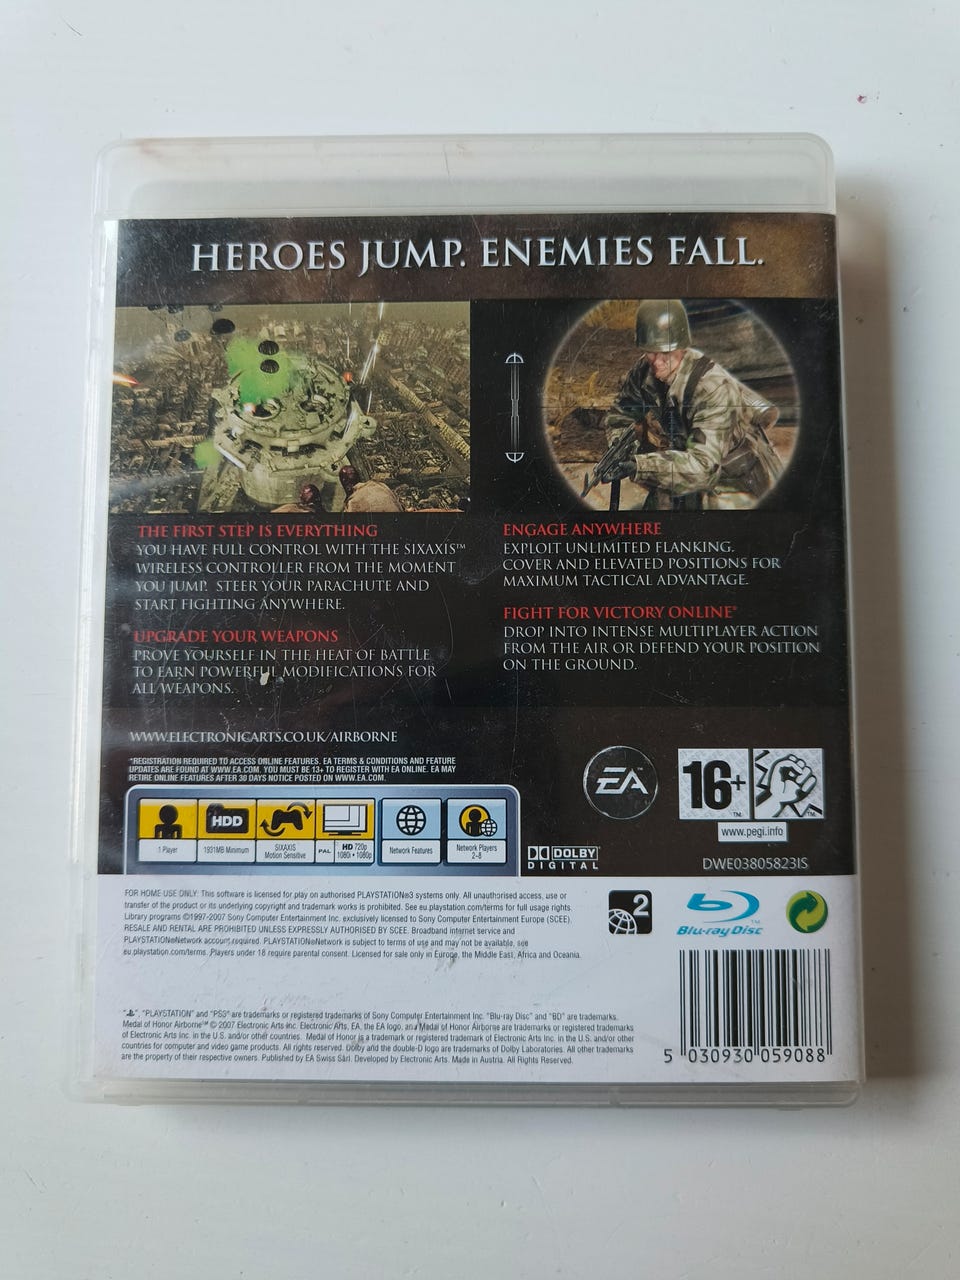 HEROES JUMP. ENEMIES FALL.
THE FIRST STEP IS EVERYTHING
YOU HAVE FULL CONTROL WITH THE SIXAXIS™
WIRELESS CONTROLLER FROM THE MOMENT
YOU JUMP. STEER YOUR PARACHUTE AND
START FIGHTING ANYWHERE.
UPGRADE YOUR WEAPONS
PROVE YOURSELF IN THE HEAT OF BATTLE
TO EARN POWERFUL MODIFICATIONS FOR
ALL WEAPONS.
ENGAGE ANYWHERE
EXPLOIT UNLIMITED FLANKING.
COVER AND ELEVATED POSITIONS FOR
MAXIMUM TACTICAL ADVANTAGE.
FIGHT FOR VICTORY ONLINE*
DROP INTO INTENSE MULTIPLAYER ACTION
FROM THE AIR OR DEFEND YOUR POSITION
ON THE GROUND.
WWW.ELECTRONICARTS.CO.UK/AIRBORNE
*REGISTRATION REQUIRED TO ACCESS ONLINE FEATURES. EA TERMS & CONDITIONS AND FEATURE
UPDATES ARE FOUND AT WWW.EA.COM. YOU MUST BE 13+ TO REGISTER WITH EA ONLINE. EA MAY
RETIRE ONLINE FEATURES AFTER 30 DAYS NOTICE POSTED ON WWW.EA.COM.
HDD
1 Player
1931MB Minimum
SIXAXIS
Motion Sensitive
PAL
HD 720p
1080i • 1080p
Network Features
Network Players
2-8
DOLBY
DIGITAL
EA™
16+™
™
www.pegi.info
DWE03805823IS
FOR HOME USE ONLY: This software is licensed for play on authorised PLAYSTATION®3 systems only. All unauthorised access, use or
transfer of the product or its underlying copyright and trademark works is prohibited. See eu.playstation.com/terms for full usage rights.
Library programs ©1997-2007 Sony Computer Entertainment Inc. exclusively licensed to Sony Computer Entertainment Europe (SCEE).
RESALE AND RENTAL ARE PROHIBITED UNLESS EXPRESSLY AUTHORISED BY SCEE. Broadband internet service and
PLAYSTATION®Network account required. PLAYSTATION®Network is subject to terms of use and may not be available, see
eu.playstation.com/terms. Players under 18 require parental consent. Licensed for sale only in Europe, the Middle East, Africa and Oceania.
2
Blu-ray Disc™
"PS", "PLAYSTATION" and "PS3" are trademarks or registered trademarks of Sony Computer Entertainment Inc. "Blu-ray Disc" and "BD" are trademarks.
Medal of Honor Airborne™ © 2007 Electronic Arts Inc. Electronic Arts, EA, the EA logo, and Medal of Honor Airborne are trademarks or registered trademarks
of Electronic Arts Inc. in the U.S. and/or other countries. Medal of Honor is a trademark or registered trademark of Electronic Arts Inc. in the U.S. and/or other
countries for computer and video game products. All rights reserved. Dolby and the double-D logo are trademarks of Dolby Laboratories. All other trademarks
are the property of their respective owners. Published by EA Swiss Sàrl. Developed by Electronic Arts. Made in Austria. All rights reserved.
5 030930 059088